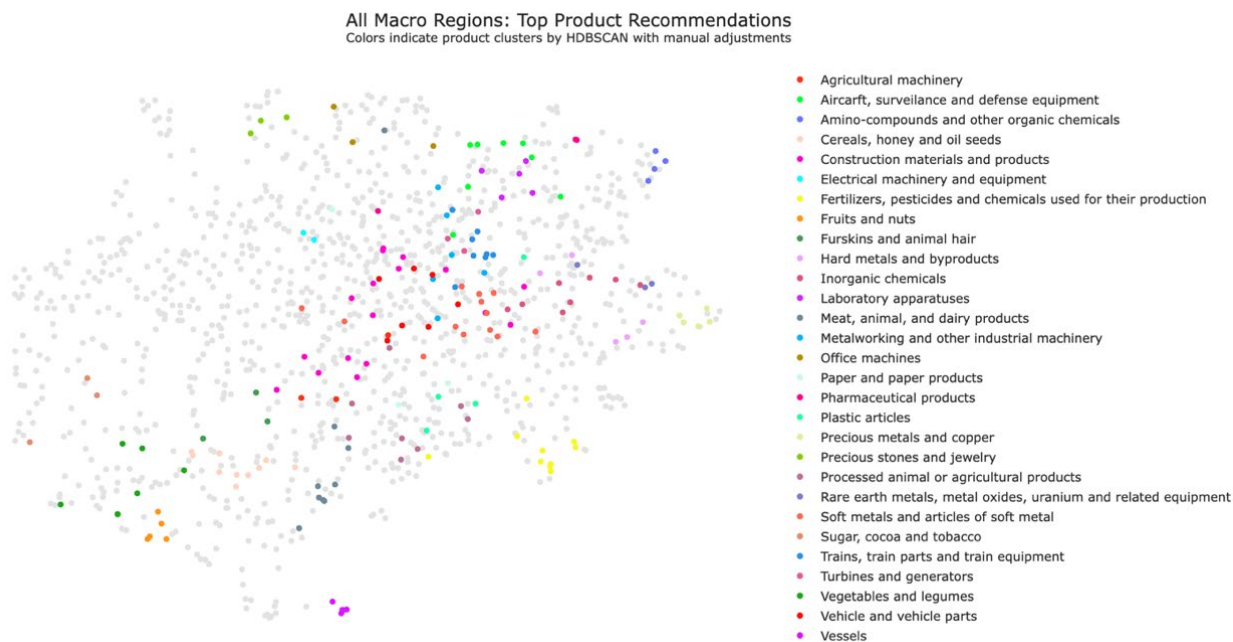 All Macro Regions: Top Product Recommendations
Colors indicate product clusters by HDBSCAN with manual adjustments
Agricultural machinery
Aircarft, surveilance and defense equipment
Amino-compounds and other organic chemicals
Cereals, honey and oil seeds
Construction materials and products
Electrical machinery and equipment
Fertilizers, pesticides and chemicals used for their production
Fruits and nuts
Furskins and animal hair
Hard metals and byproducts
Inorganic chemicals
Laboratory apparatuses
Meat, animal, and dairy products
Metalworking and other industrial machinery
Office machines
Paper and paper products
Pharmaceutical products
Plastic articles
Precious metals and copper
Precious stones and jewelry
Processed animal or agricultural products
Rare earth metals, metal oxides, uranium and related equipment
Soft metals and articles of soft metal
Sugar, cocoa and tobacco
Trains, train parts and train equipment
Turbines and generators
Vegetables and legumes
Vehicle and vehicle parts
Vessels